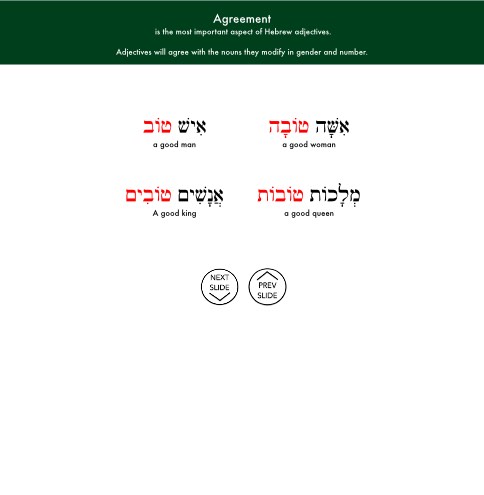 Agreement
is the most important aspect of Hebrew adjectives.
Adjectives will agree with the nouns they modify in gender and number.
אִישׁ טוֹב
a good man
אִשָּׁה טוֹבָה
a good woman
אֲנָשִׁים טוֹבִים
A good king
מְלָכוֹת טוֹבוֹת
a good queen
NEXT
SLIDE
PREV
SLIDE